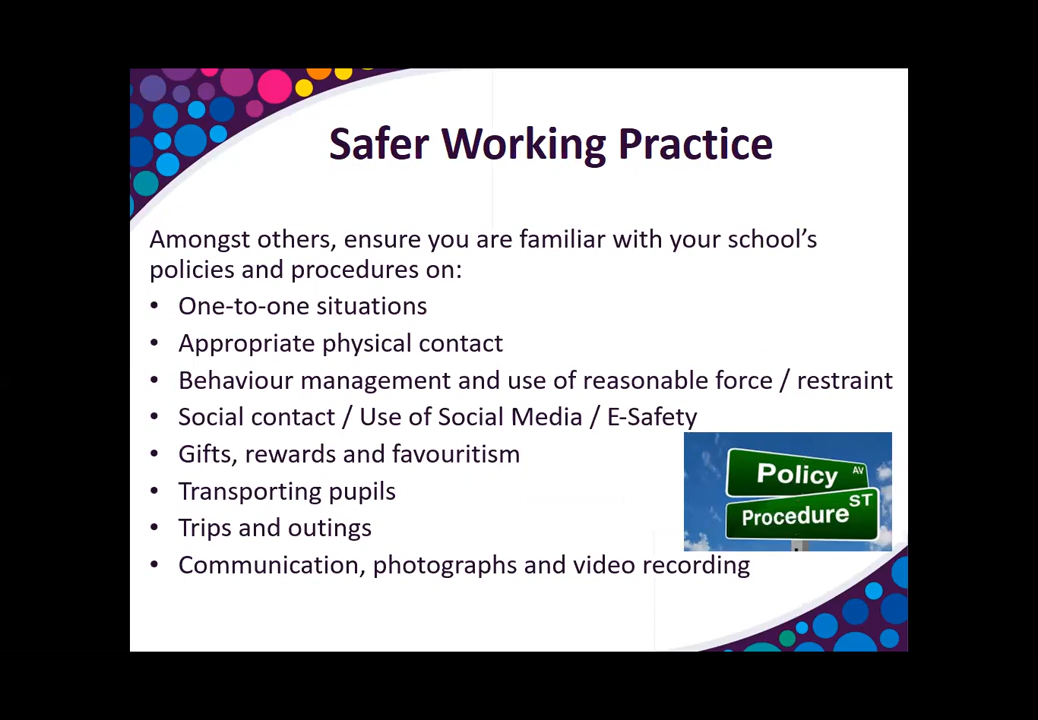 Safer Working Practice
Amongst others, ensure you are familiar with your school’s
policies and procedures on:
• One-to-one situations
• Appropriate physical contact
• Behaviour management and use of reasonable force / restraint
• Social contact / Use of Social Media / E-Safety
• Gifts, rewards and favouritism
• Transporting pupils
• Trips and outings
• Communication, photographs and video recording
Policy AV
Procedure ST